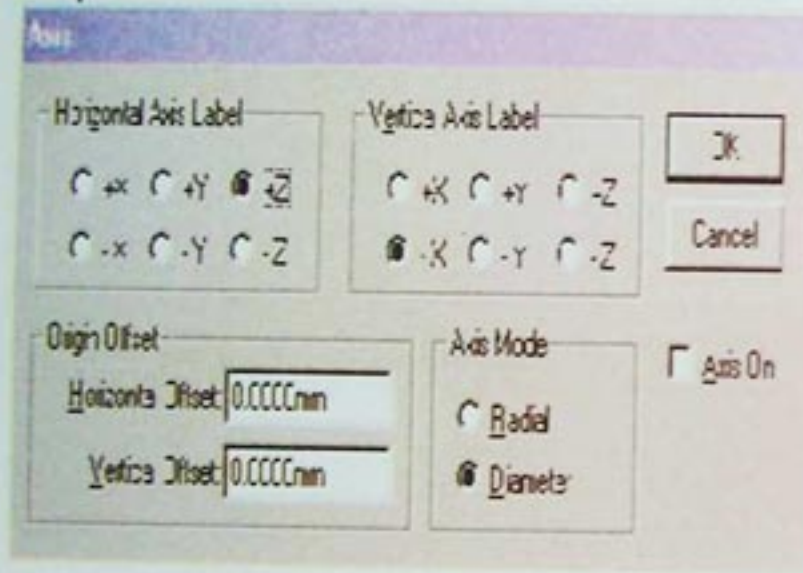 Axis
Horizontal Axis Label
+X +Y +Z
-X -Y -Z
Vertical Axis Label
+X +Y -Z
-X -Y -Z
OK
Cancel
Origin Offset
Horizontal Offset: 0.0000mm
Vertical Offset: 0.0000mm
Axis Mode
Radial
Diameter
Axis On